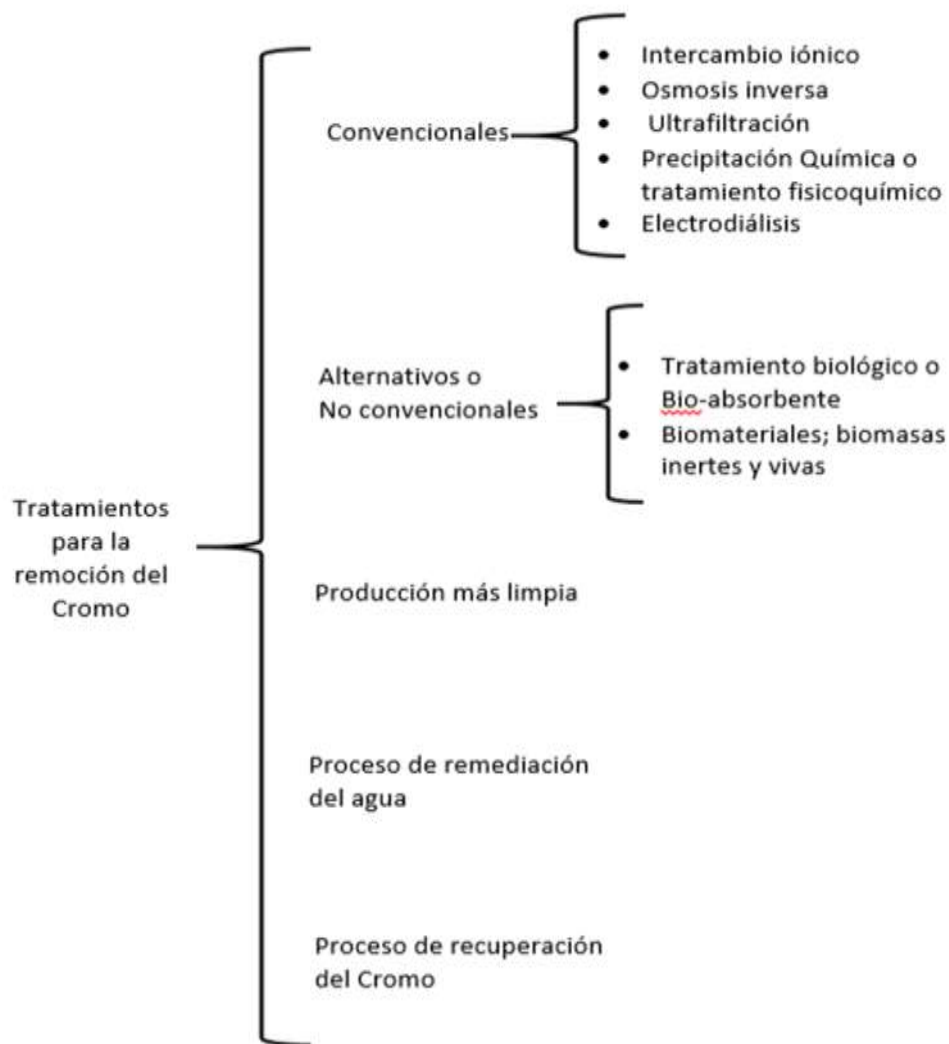 Tratamientos
para la
remoción del
Cromo
Convencionales
• Intercambio iónico
• Osmosis inversa
• Ultrafiltración
• Precipitación Química o
tratamiento fisicoquímico
• Electrodiálisis
Alternativos o
No convencionales
• Tratamiento biológico o
Bio-absorbente
• Biomateriales; biomasas
inertes y vivas
Producción más limpia
Proceso de remediación
del agua
Proceso de recuperación
del Cromo